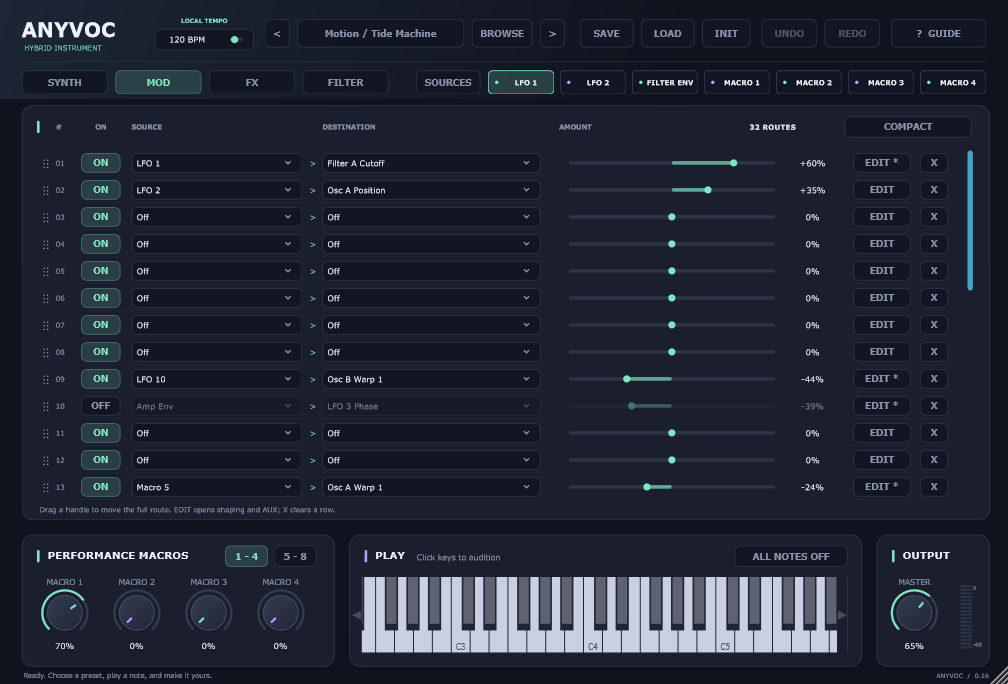 ANYVOC
HYBRID INSTRUMENT
LOCAL TEMPO
120 BPM
< Motion / Tide Machine BROWSE > SAVE LOAD INIT UNDO REDO ? GUIDE
SYNTH MOD FX FILTER SOURCES LFO 1 LFO 2 FILTER ENV MACRO 1 MACRO 2 MACRO 3 MACRO 4
# ON SOURCE DESTINATION AMOUNT 32 ROUTES COMPACT
01 ON LFO 1 > Filter A Cutoff +60% EDIT * X
02 ON LFO 2 > Osc A Position +35% EDIT X
03 ON Off > Off 0% EDIT X
04 ON Off > Off 0% EDIT X
05 ON Off > Off 0% EDIT X
06 ON Off > Off 0% EDIT X
07 ON Off > Off 0% EDIT X
08 ON Off > Off 0% EDIT X
09 ON LFO 10 > Osc B Warp 1 -44% EDIT * X
10 OFF Amp Env > LFO 3 Phase -39% EDIT * X
11 ON Off > Off 0% EDIT X
12 ON Off > Off 0% EDIT X
13 ON Macro 5 > Osc A Warp 1 -24% EDIT * X
Drag a handle to move the full route. EDIT opens shaping and AUX; X clears a row.
PERFORMANCE MACROS 1 - 4 5 - 8
MACRO 1 MACRO 2 MACRO 3 MACRO 4
70% 0% 0% 0%
PLAY Click keys to audition ALL NOTES OFF
C3 C4 C5
OUTPUT
MASTER
65%
0
-60
Ready. Choose a preset, play a note, and make it yours.
ANYVOC / 0.16